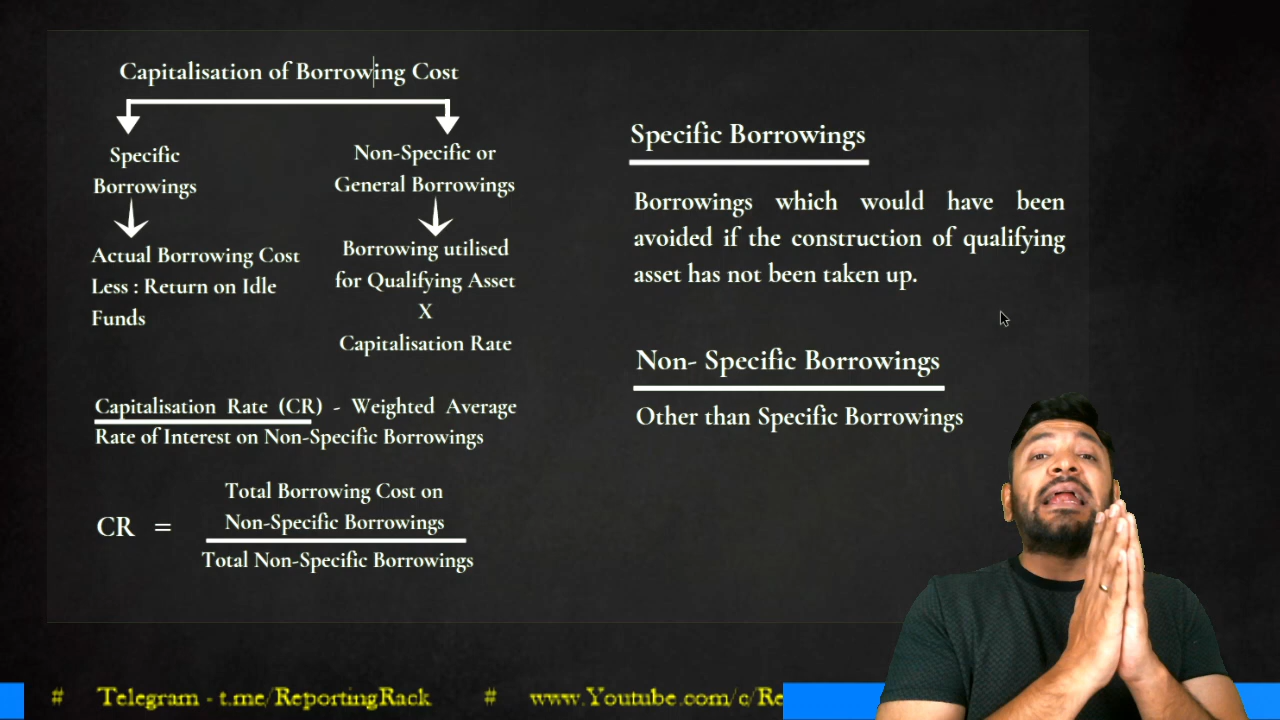 Capitalisation of Borrowing Cost
Specific
Borrowings
Actual Borrowing Cost
Less : Return on Idle
Funds
Non-Specific or
General Borrowings
Borrowing utilised
for Qualifying Asset
X
Capitalisation Rate
Capitalisation Rate (CR) - Weighted Average
Rate of Interest on Non-Specific Borrowings
CR =
Total Borrowing Cost on
Non-Specific Borrowings
Total Non-Specific Borrowings
Specific Borrowings
Borrowings which would have been
avoided if the construction of qualifying
asset has not been taken up.
Non- Specific Borrowings
Other than Specific Borrowings
# Telegram - t.me/ReportingRack # www.Youtube.com/c/Re